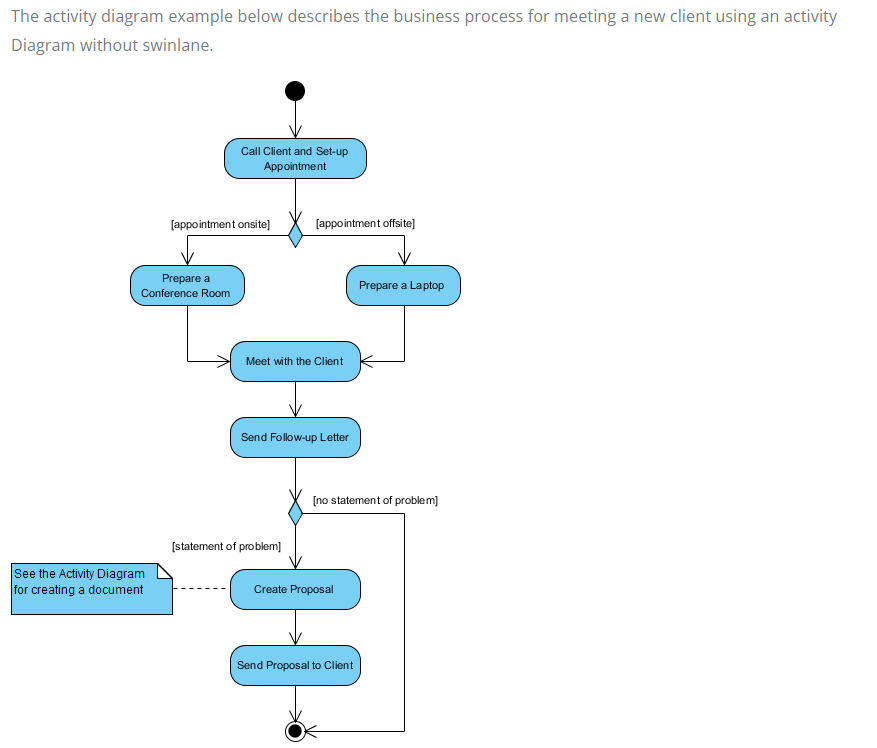 The activity diagram example below describes the business process for meeting a new client using an activity
Diagram without swinlane.
Call Client and Set-up
Appointment
[appointment onsite]
[appointment offsite]
Prepare a
Conference Room
Prepare a Laptop
Meet with the Client
Send Follow-up Letter
[no statement of problem]
[statement of problem]
See the Activity Diagram
for creating a document
Create Proposal
Send Proposal to Client